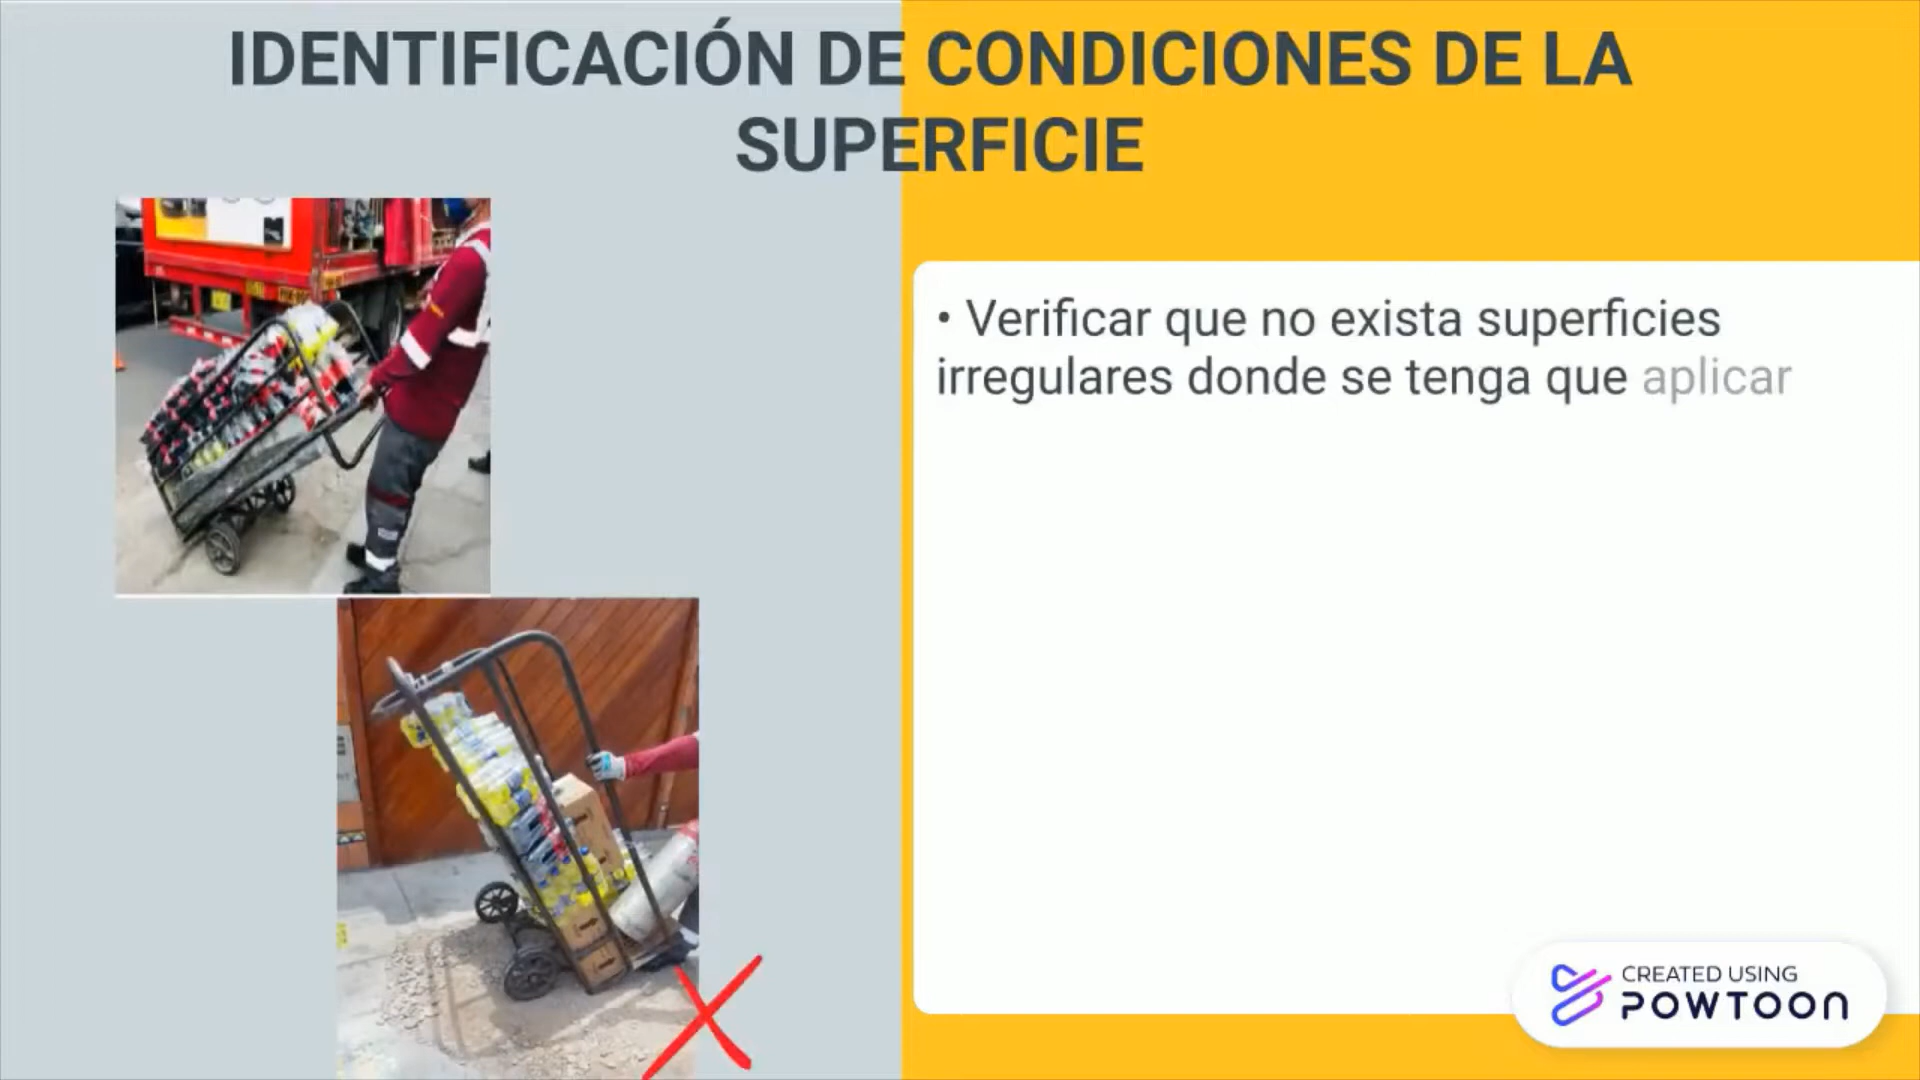 IDENTIFICACIÓN DE CONDICIONES DE LA
SUPERFICIE
• Verificar que no exista superficies
irregulares donde se tenga que aplicar
CREATED USING
POWTOON